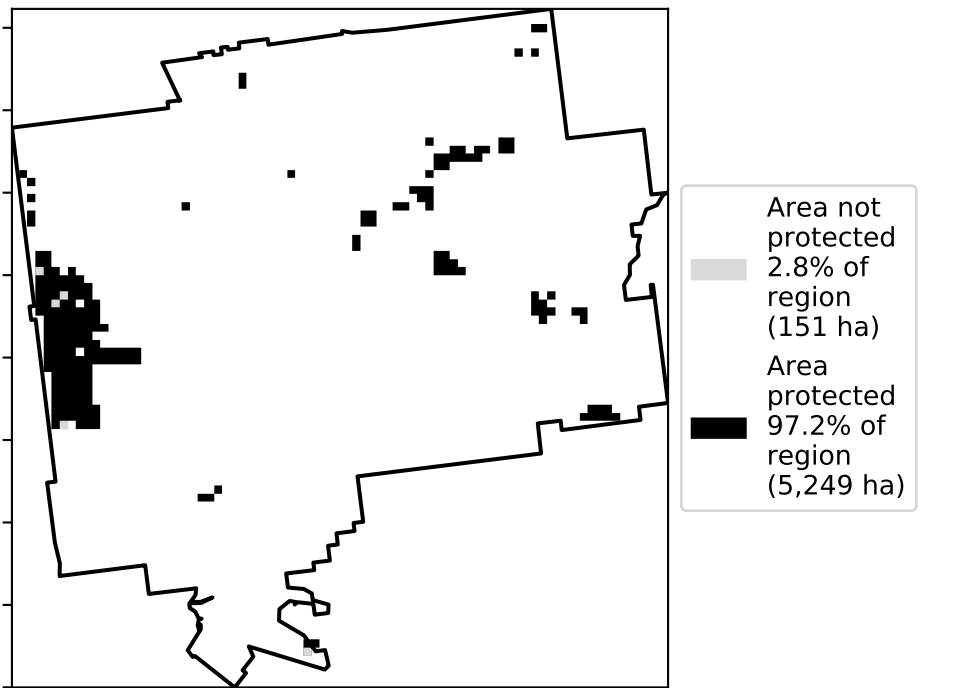 Area not
protected
2.8% of
region
(151 ha)
Area
protected
97.2% of
region
(5,249 ha)